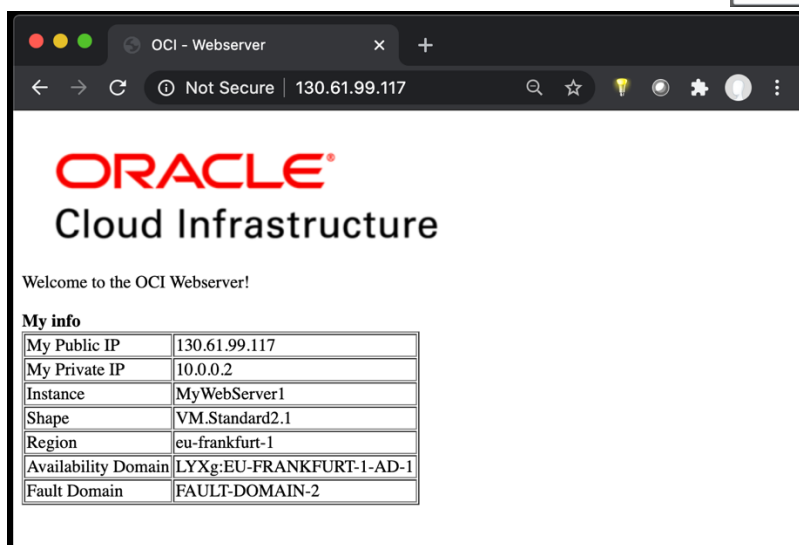 OCI - Webserver
Not Secure | 130.61.99.117
ORACLE®
Cloud Infrastructure
Welcome to the OCI Webserver!
My info
My Public IP 130.61.99.117
My Private IP 10.0.0.2
Instance MyWebServer1
Shape VM.Standard2.1
Region eu-frankfurt-1
Availability Domain LYXg:EU-FRANKFURT-1-AD-1
Fault Domain FAULT-DOMAIN-2